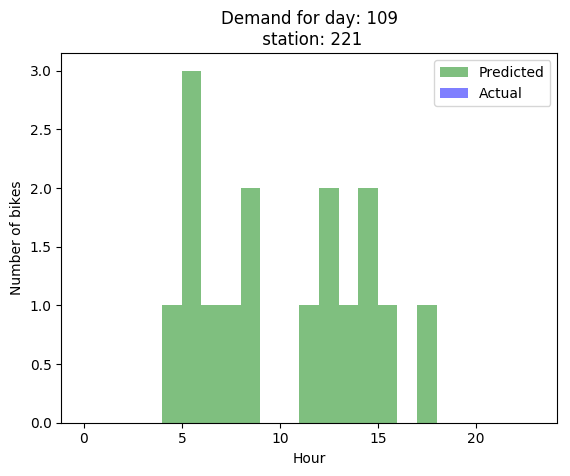 Demand for day: 109
station: 221
Predicted
Actual
Number of bikes
3.0
2.5
2.0
1.5
1.0
0.5
0.0
0
5
10
15
20
Hour